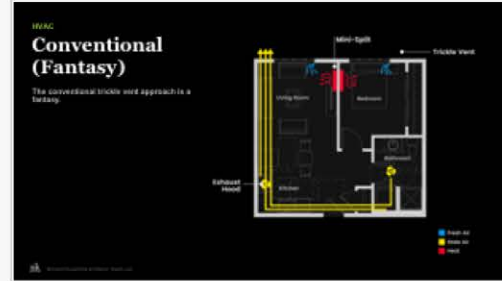 HVAC
Conventional
(Fantasy)
The conventional trickle vent approach is a
fantasy.
Mini-Split
Trickle Vent
Living Room
Bedroom
Bathroom
Exhaust
Hood
Kitchen
Fresh Air
Stale Air
Heat